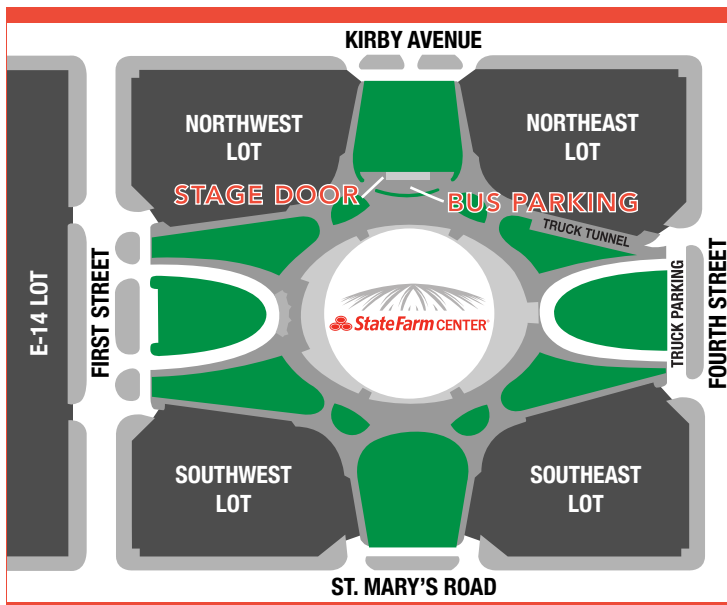 KIRBY AVENUE
NORTHWEST
LOT
NORTHEAST
LOT
STAGE DOOR
BUS PARKING
TRUCK TUNNEL
E-14 LOT
FIRST STREET
StateFarm CENTER®
TRUCK PARKING
FOURTH STREET
SOUTHWEST
LOT
SOUTHEAST
LOT
ST. MARY'S ROAD